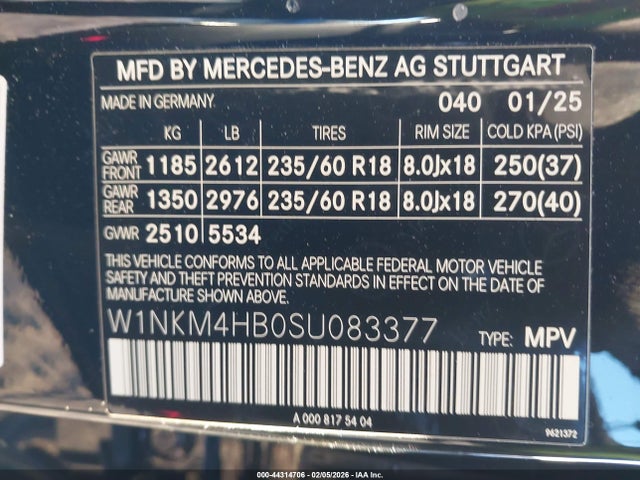 MFD BY MERCEDES-BENZ AG STUTTGART
MADE IN GERMANY 040 01/25
KG LB TIRES RIM SIZE COLD KPA (PSI)
GAWR FRONT 1185 2612 235/60 R18 8.0Jx18 250(37)
GAWR REAR 1350 2976 235/60 R18 8.0Jx18 270(40)
GVWR 2510 5534
THIS VEHICLE CONFORMS TO ALL APPLICABLE FEDERAL MOTOR VEHICLE
SAFETY AND THEFT PREVENTION STANDARDS IN EFFECT ON THE DATE
OF MANUFACTURE SHOWN ABOVE.
W1NKM4HB0SU083377 TYPE: MPV
A 000 817 54 04
9621372
000-44314706 - 02/05/2026 - IAA Inc.